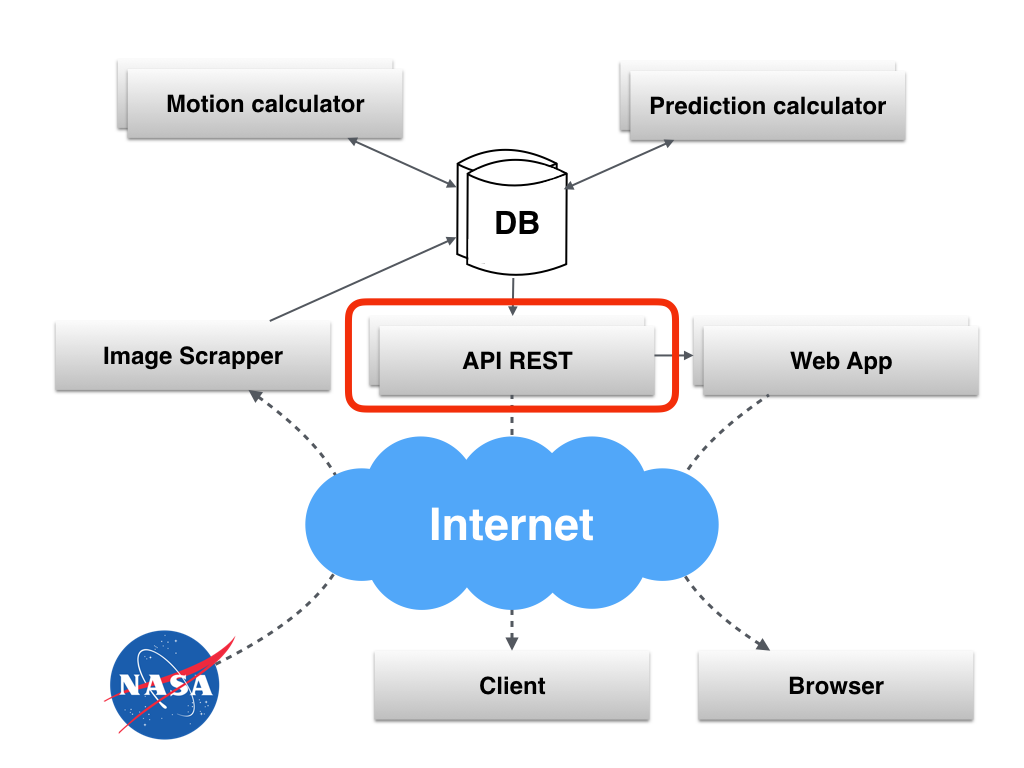 Motion calculator
Prediction calculator
DB
Image Scrapper
API REST
Web App
Internet
NASA
Client
Browser